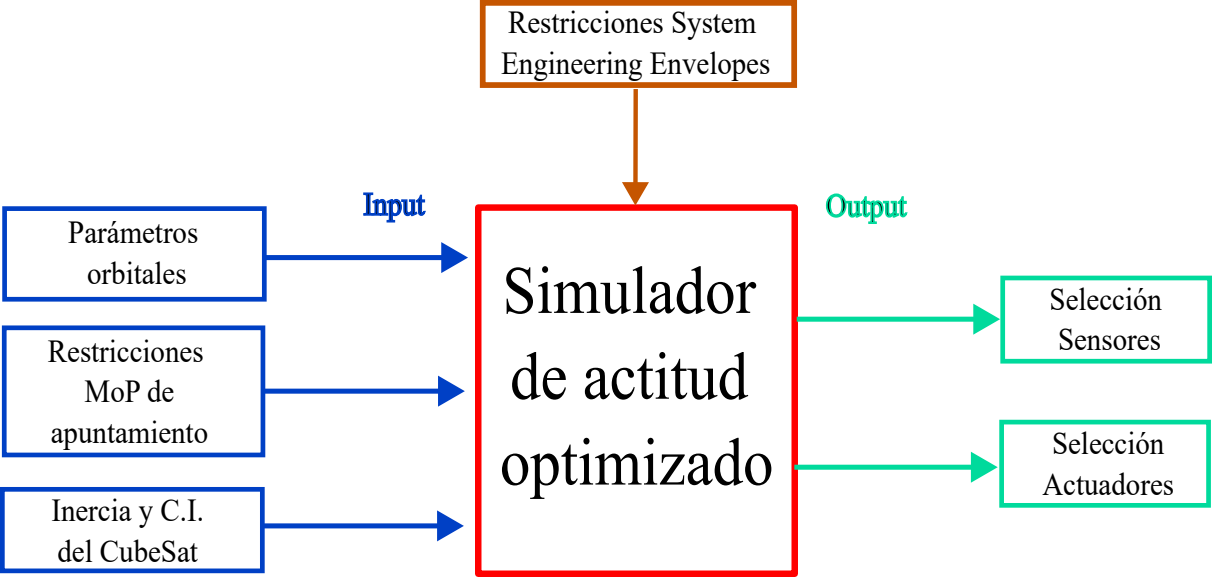 Restricciones System
Engineering Envelopes
Input
Output
Parámetros
orbitales
Restricciones
MoP de
apuntamiento
Inercia y C.I.
del CubeSat
Simulador
de actitud
optimizado
Selección
Sensores
Selección
Actuadores